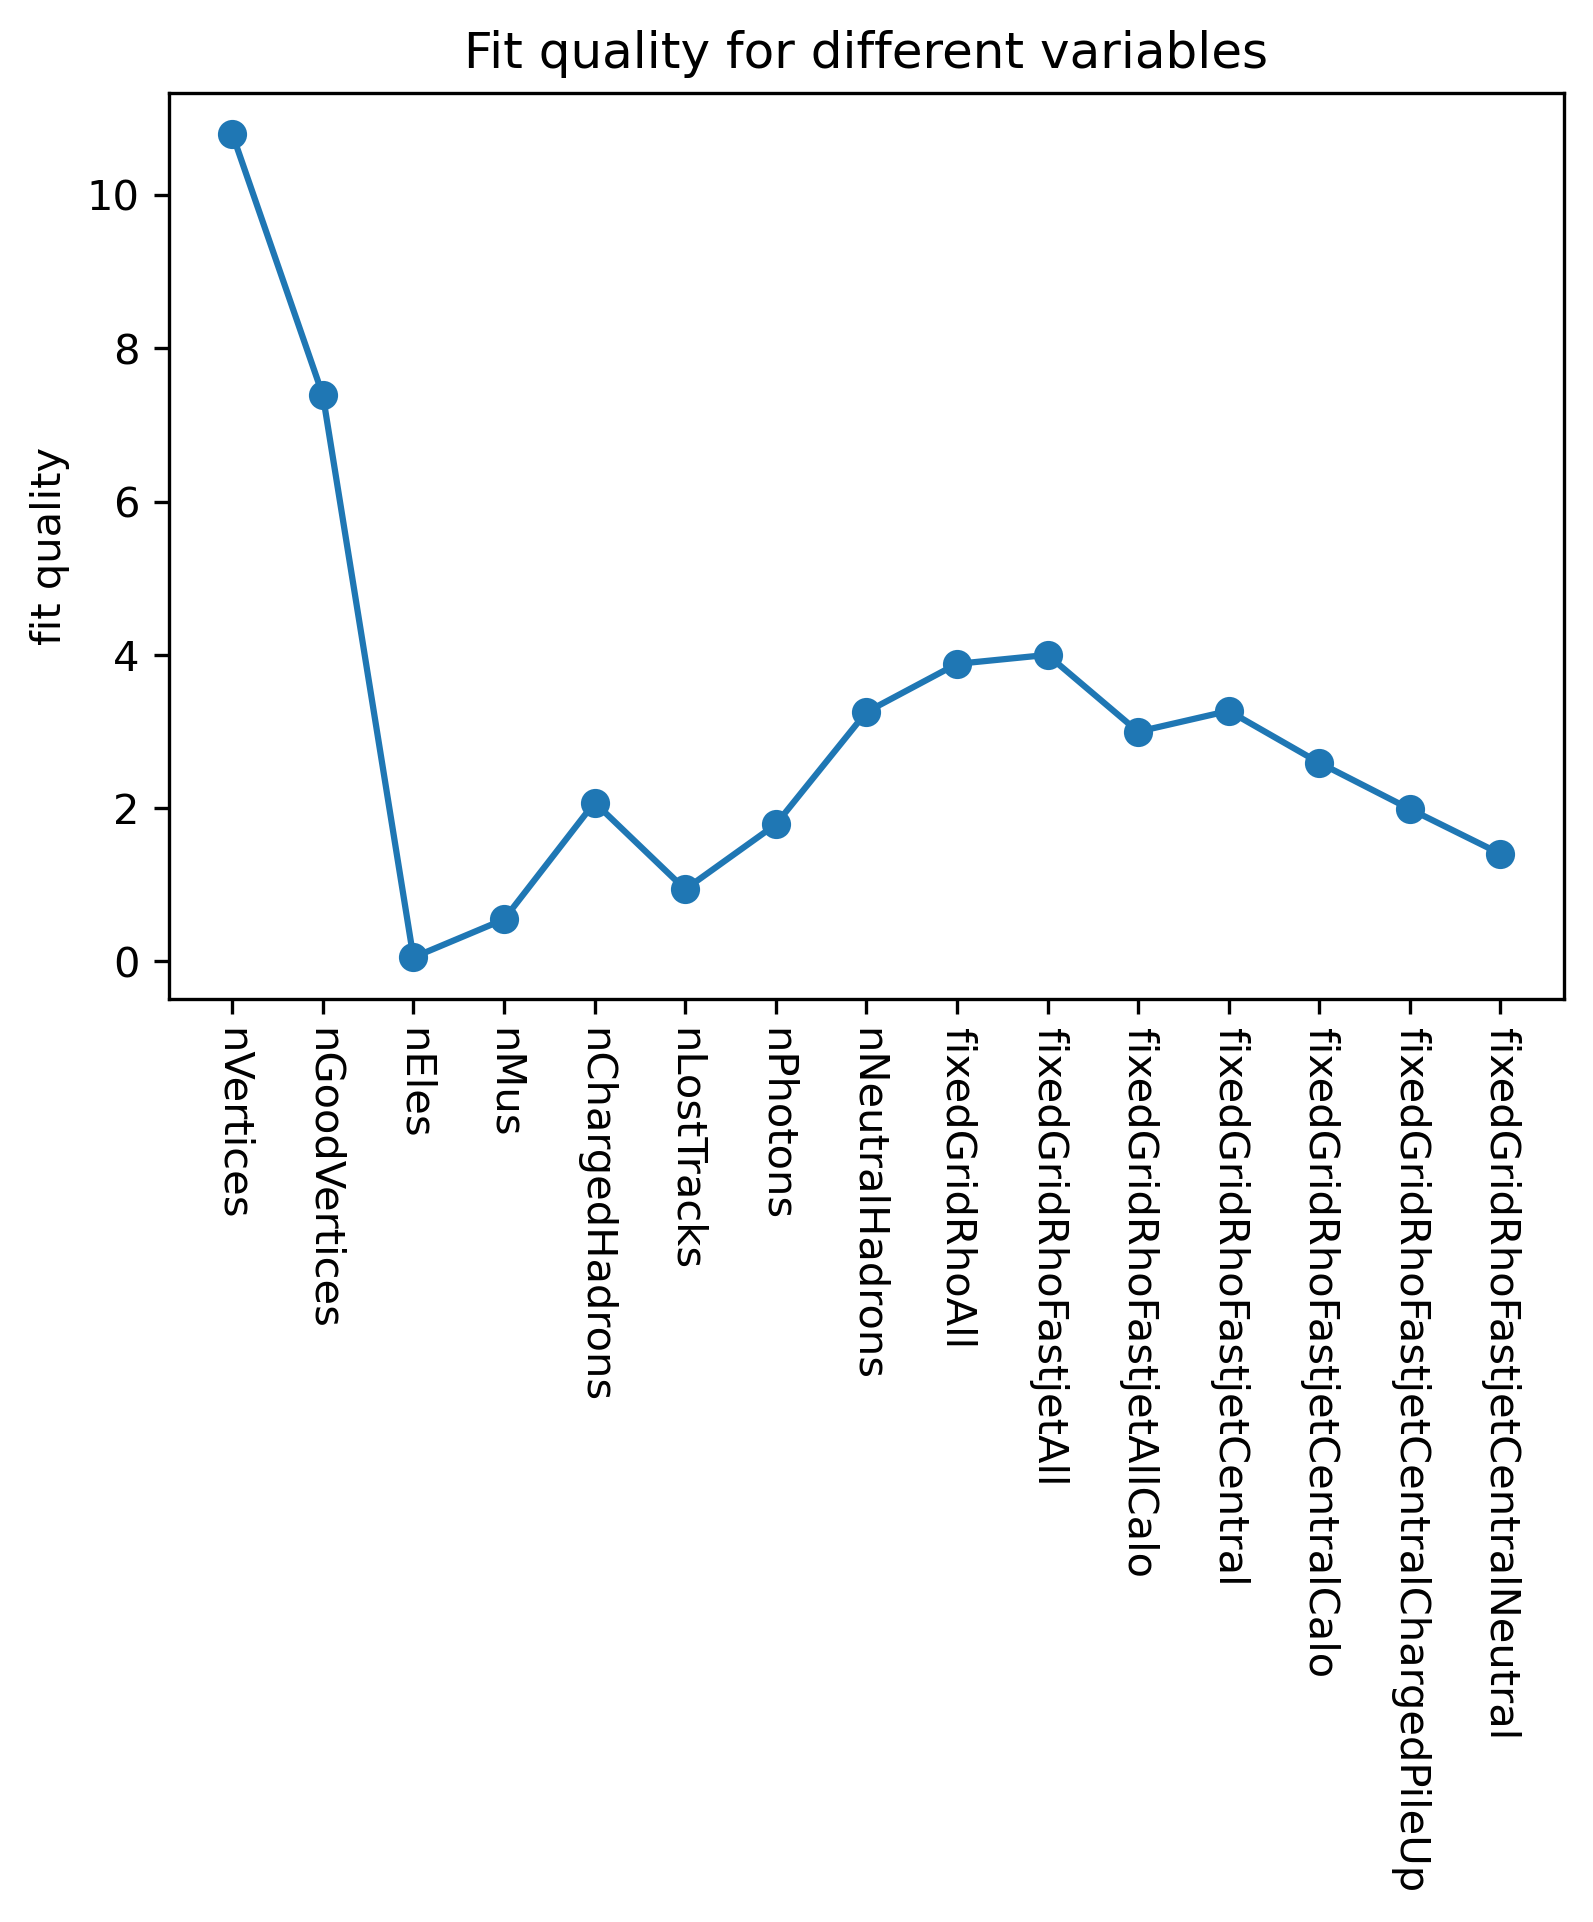 Fit quality for different variables
fit quality
10
8
6
4
2
0
nVertices
nGoodVertices
nEles
nMus
nChargedHadrons
nLostTracks
nPhotons
nNeutralHadrons
fixedGridRhoAll
fixedGridRhoFastjetAll
fixedGridRhoFastjetAllCalo
fixedGridRhoFastjetCentral
fixedGridRhoFastjetCentralCalo
fixedGridRhoFastjetCentralChargedPileUp
fixedGridRhoFastjetCentralNeutral